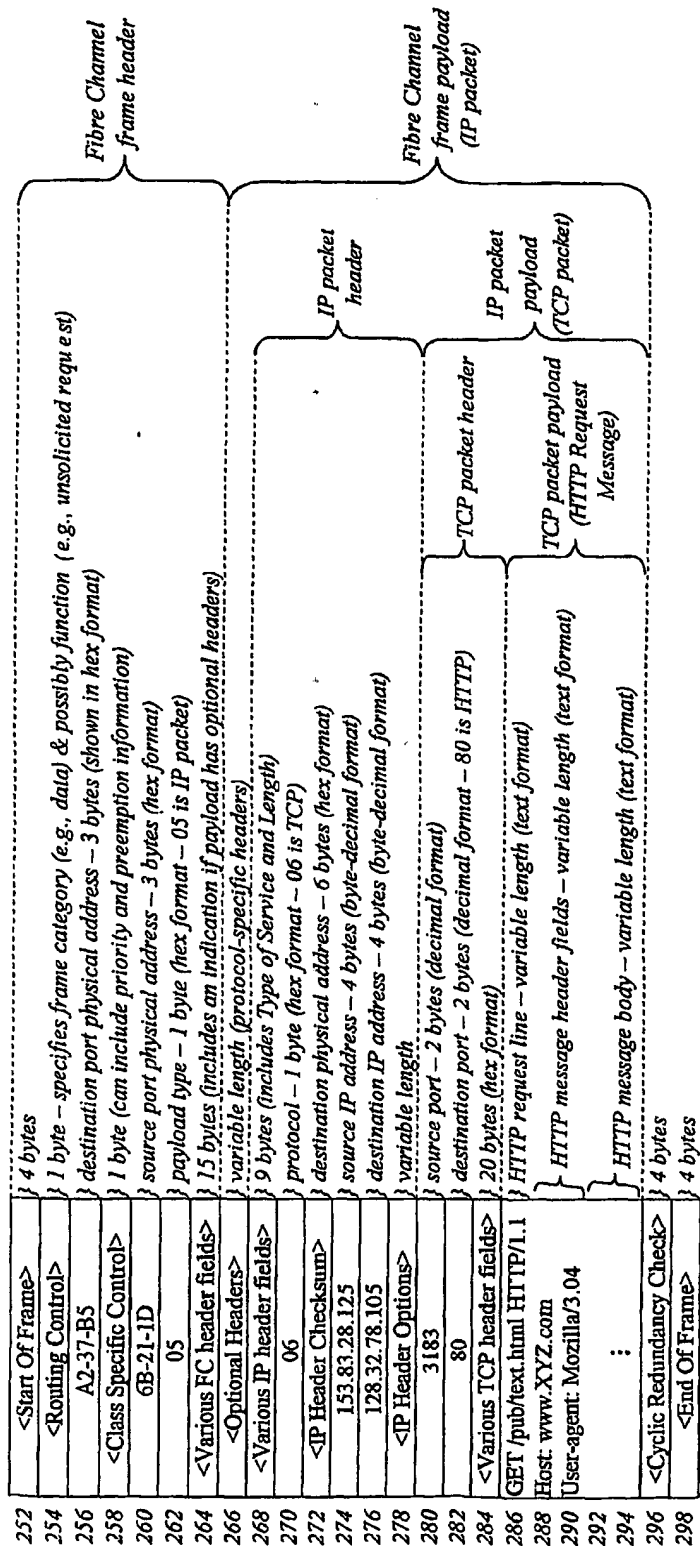 252 <Start Of Frame> } 4 bytes
254 <Routing Control> } 1 byte – specifies frame category (e.g., data) & possibly function (e.g., unsolicited request)
256 A2-37-B5 } destination port physical address – 3 bytes (shown in hex format)
258 <Class Specific Control> } 1 byte (can include priority and preemption information)
260 6B-21-1D } source port physical address – 3 bytes (hex format)
262 05 } payload type – 1 byte (hex format – 05 is IP packet)
264 <Various FC header fields> } 15 bytes (includes an indication if payload has optional headers)
Fibre Channel
frame header
266 <Optional Headers> } variable length (protocol-specific headers)
268 <Various IP header fields> } 9 bytes (includes Type of Service and Length)
270 06 } protocol – 1 byte (hex format – 06 is TCP)
272 <IP Header Checksum> } destination physical address – 6 bytes (hex format)
274 153.83.28.125 } source IP address – 4 bytes (byte-decimal format)
276 128.32.78.105 } destination IP address – 4 bytes (byte-decimal format)
278 <IP Header Options> } variable length
IP packet
header
280 3183 } source port – 2 bytes (decimal format)
282 80 } destination port – 2 bytes (decimal format – 80 is HTTP)
284 <Various TCP header fields> } 20 bytes (hex format)
TCP packet header
286 GET /pub/text.html HTTP/1.1 } HTTP request line – variable length (text format)
288 Host: www.XYZ.com
290 User-agent: Mozilla/3.04
HTTP message header fields – variable length (text format)
292
294
HTTP message body – variable length (text format)
TCP packet payload
(HTTP Request
Message)
IP packet
payload
(TCP packet)
Fibre Channel
frame payload
(IP packet)
296 <Cyclic Redundancy Check> } 4 bytes
298 <End Of Frame> } 4 bytes